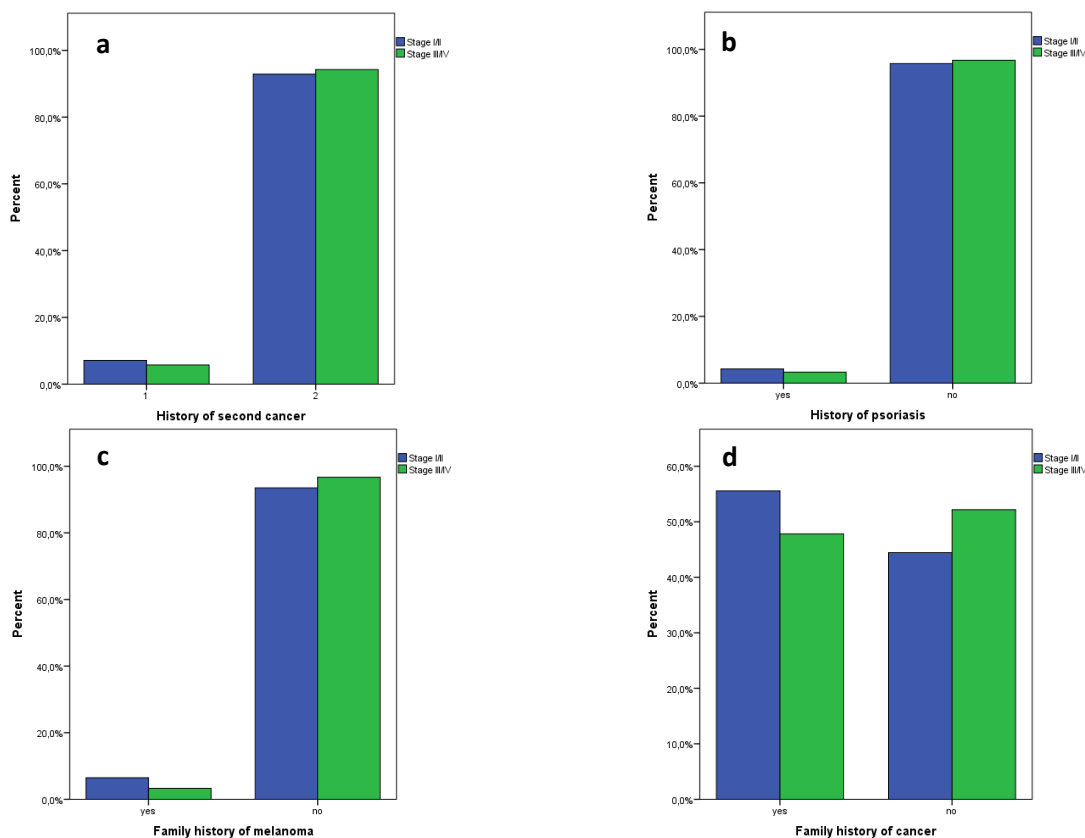 a
Stage I/II
Stage III/IV
100,0%
80,0%
60,0%
40,0%
20,0%
0,0%
Percent
1
2
History of second cancer
b
Stage I/II
Stage III/IV
100,0%
80,0%
60,0%
40,0%
20,0%
0,0%
Percent
yes
no
History of psoriasis
c
Stage I/II
Stage III/IV
100,0%
80,0%
60,0%
40,0%
20,0%
0,0%
Percent
yes
no
Family history of melanoma
d
Stage I/II
Stage III/IV
60,0%
50,0%
40,0%
30,0%
20,0%
10,0%
0,0%
Percent
yes
no
Family history of cancer